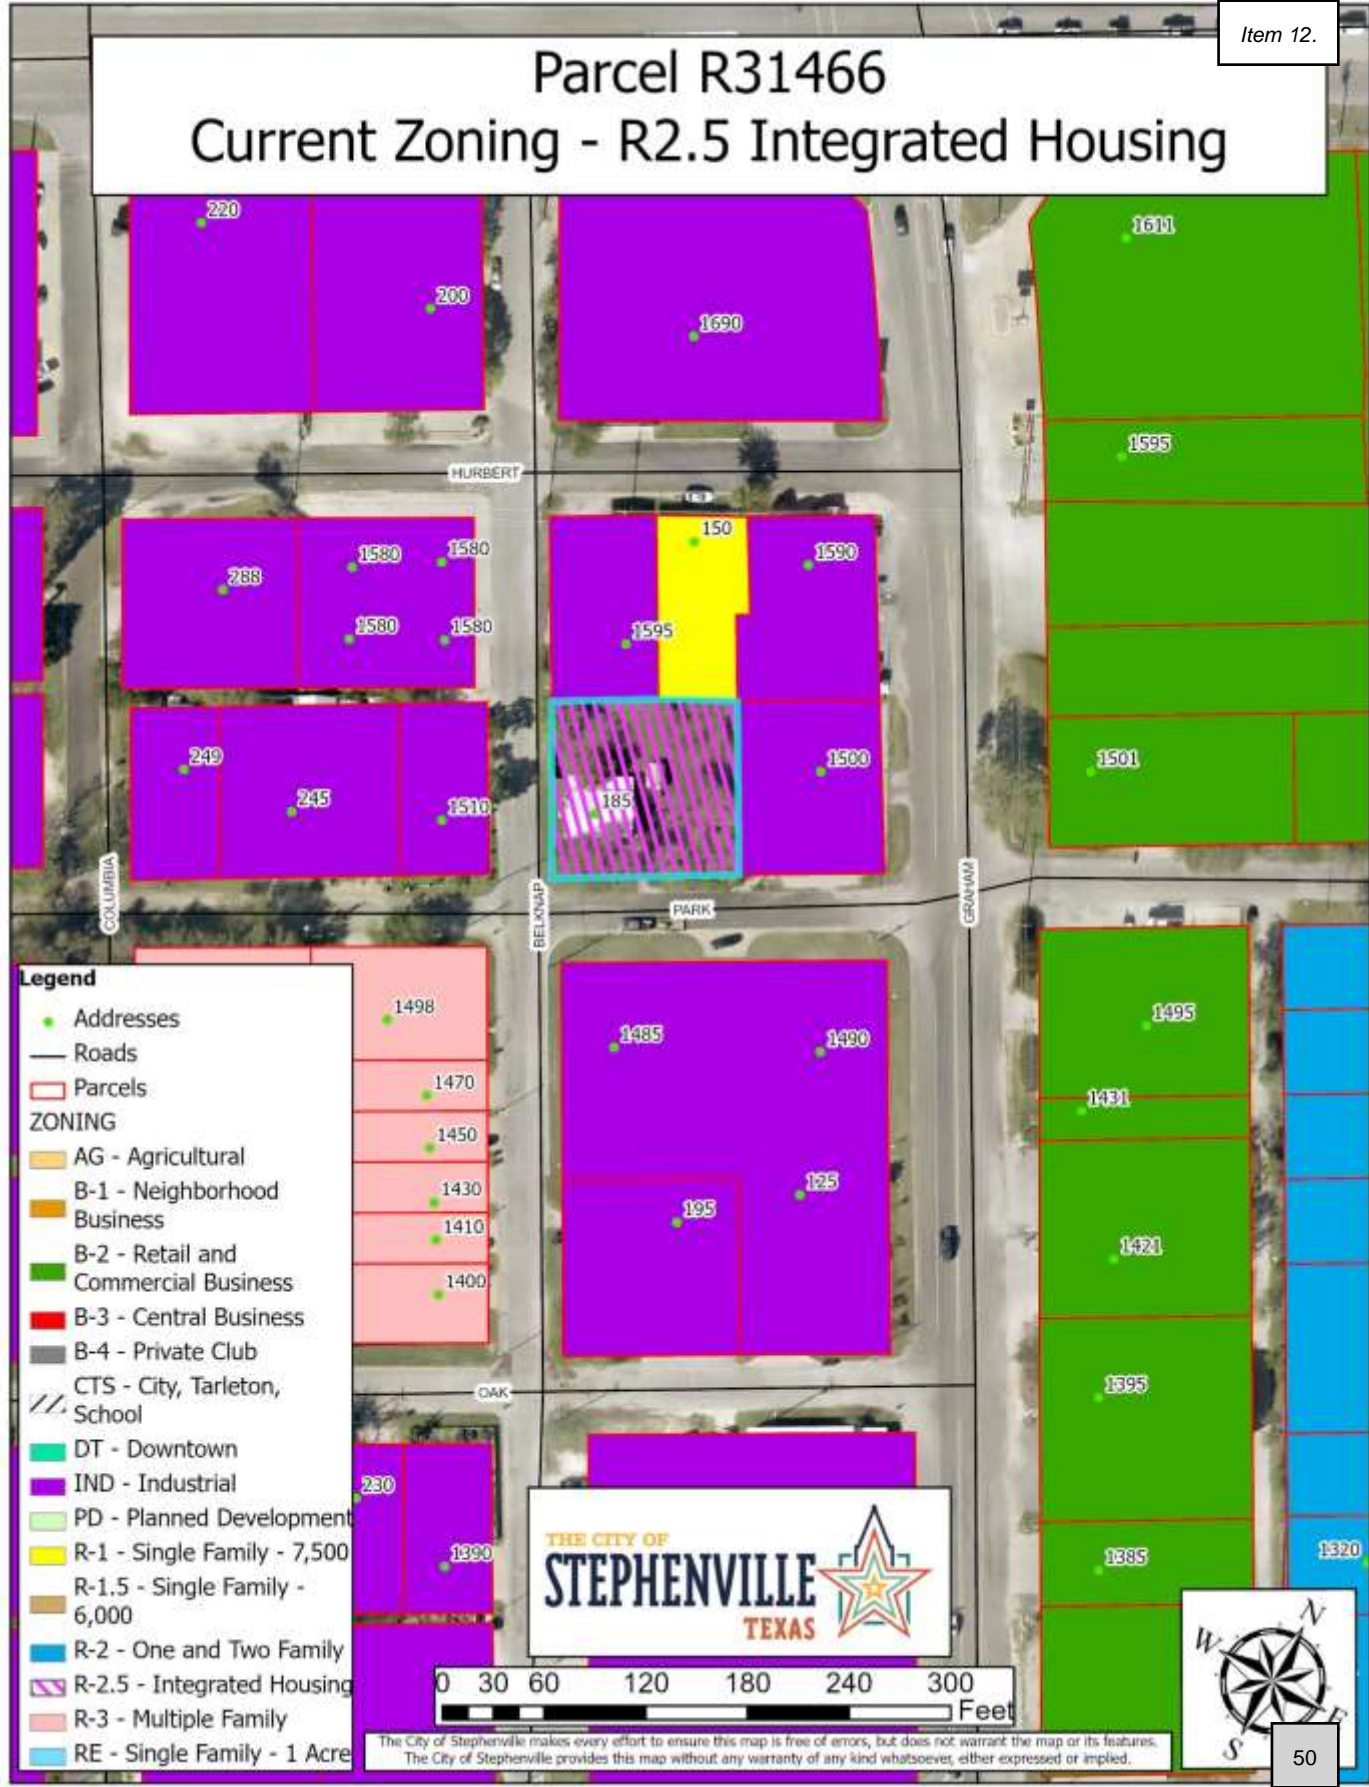 Item 12.
Parcel R31466
Current Zoning - R2.5 Integrated Housing
220
200
1690
1611
1595
HURBERT
150
1590
1580
1580
288
1580
1580
1595
249
245
1510
185
1500
1501
COLUMBIA
BELKNAP
PARK
GRAHAM
1498
1485
1490
1495
1470
1431
1450
1430
195
125
1410
1421
1400
OAK
1395
230
1390
1385
1320
Legend
Addresses
Roads
Parcels
ZONING
AG - Agricultural
B-1 - Neighborhood
Business
B-2 - Retail and
Commercial Business
B-3 - Central Business
B-4 - Private Club
CTS - City, Tarleton,
School
DT - Downtown
IND - Industrial
PD - Planned Development
R-1 - Single Family - 7,500
R-1.5 - Single Family -
6,000
R-2 - One and Two Family
R-2.5 - Integrated Housing
R-3 - Multiple Family
RE - Single Family - 1 Acre
THE CITY OF
STEPHENVILLE
TEXAS
0 30 60 120 180 240 300
Feet
N
W
E
S
The City of Stephenville makes every effort to ensure this map is free of errors, but does not warrant the map or its features.
The City of Stephenville provides this map without any warranty of any kind whatsoever, either expressed or implied.
50